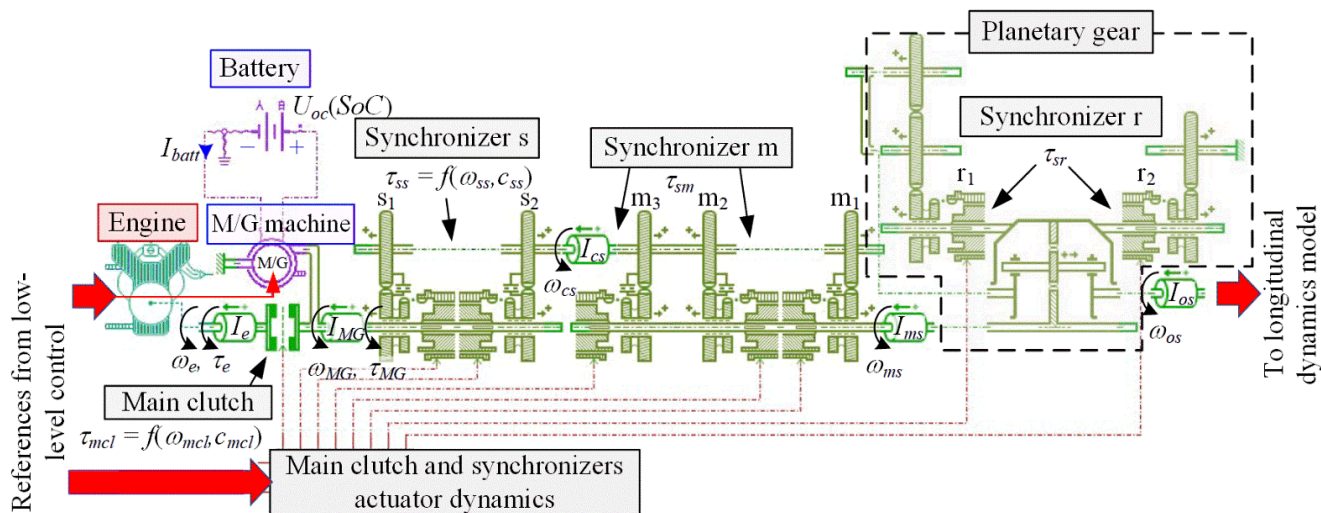 Planetary gear
Battery
U_oc(SoC)
I_batt
− +
Synchronizer s
τ_ss = f(ω_ss, c_ss)
Synchronizer m
τ_sm
Synchronizer r
τ_sr
r_1
r_2
s_1
s_2
m_3
m_2
m_1
Engine
M/G machine
M/G
I_cs
ω_cs
I_e
I_MG
I_ms
I_os
ω_e, τ_e
ω_MG, τ_MG
ω_ms
ω_os
Main clutch
τ_mcl = f(ω_mcl, c_mcl)
Main clutch and synchronizers
actuator dynamics
References from low-
level control
To longitudinal
dynamics model